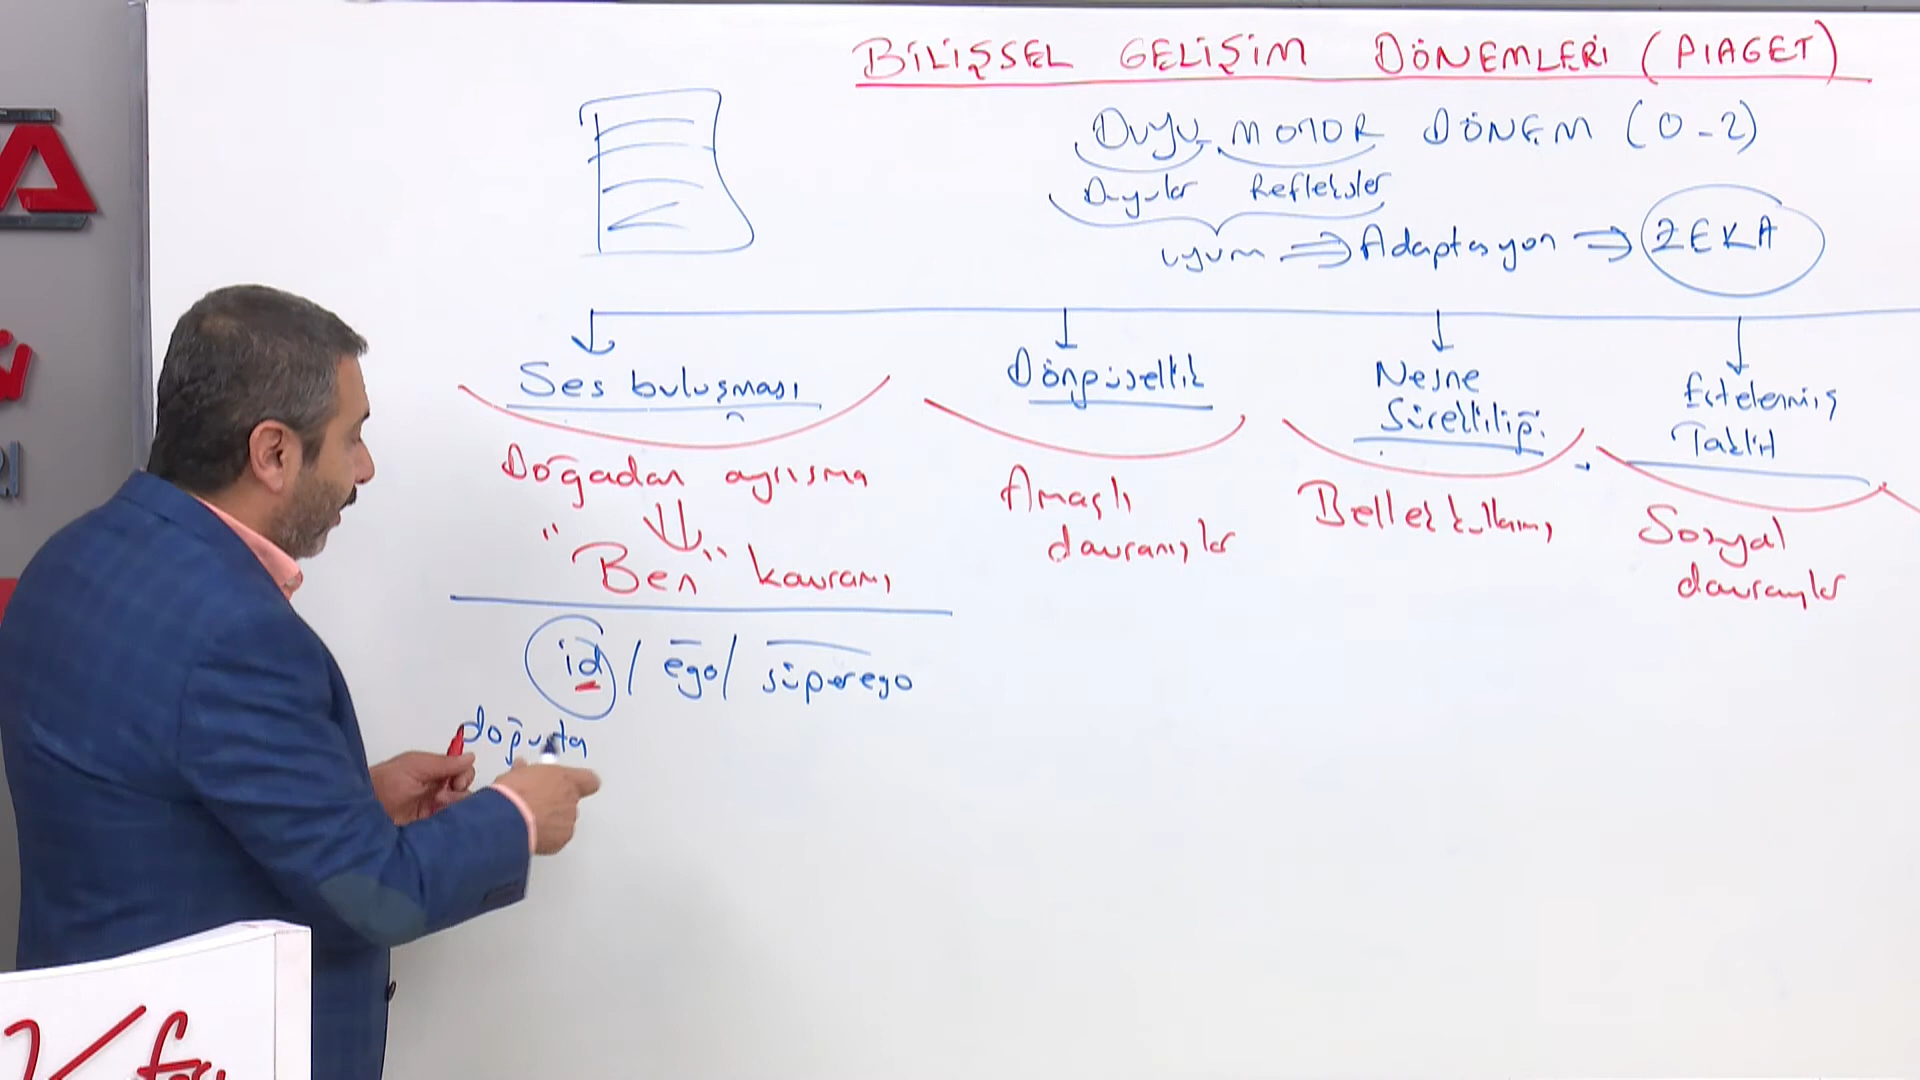 BİLİŞSEL GELİŞİM DÖNEMLERİ (PIAGET)
DUYU MOTOR DÖNEM (0-2)
Duyular Refleksler
uyum ⇒ Adaptasyon ⇒ ZEKA
Ses buluşması
Döngüsellik
Nesne
Sürekliliği
Ertelenmiş
Taklit
Doğadan ayrışma
"Ben" kavramı
Amaçlı
davranışlar
Bellek kullanımı
Sosyal
davranışlar
id / ego / süperego
doğuşta